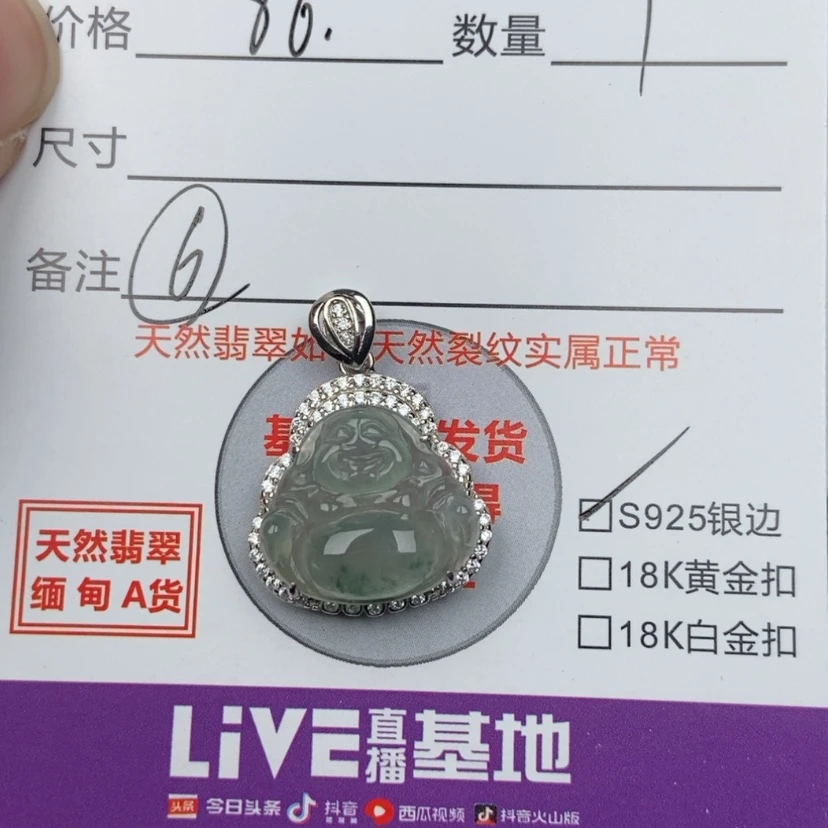 价格 80. 数量 1
尺寸
备注 6
天然翡翠如 天然裂纹实属正常
发货
天然翡翠
缅甸A货
S925银边
18K黄金扣
18K白金扣
LiVE直播基地
头条 今日头条 抖音 西瓜视频 抖音火山版